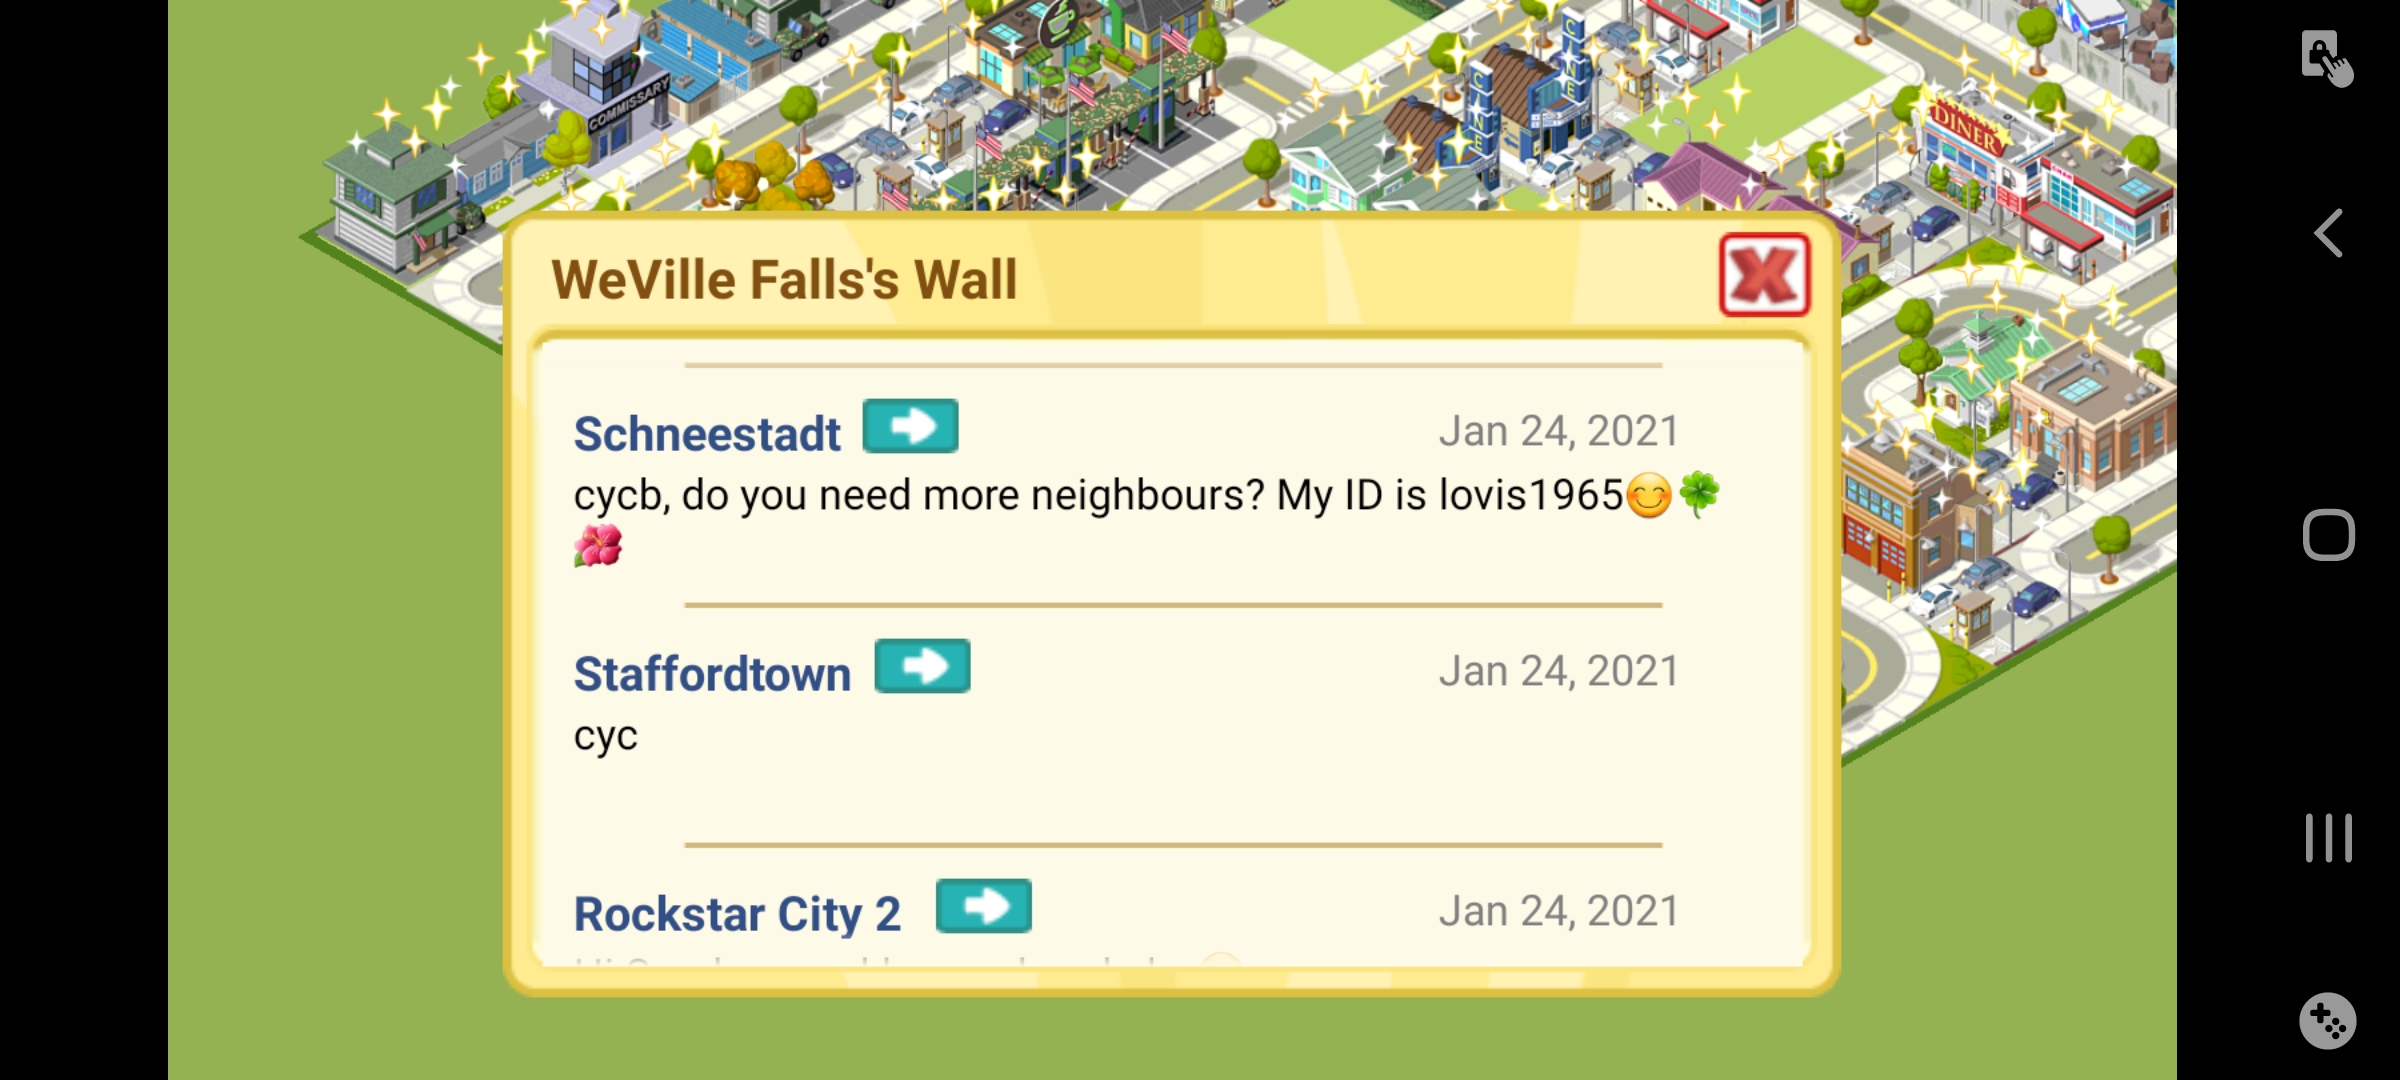 COMMISSARY
CINE
CINE
DINER
WeVille Falls's Wall
Schneestadt
Jan 24, 2021
cycb, do you need more neighbours? My ID is lovis1965😊🍀
🌺
Staffordtown
Jan 24, 2021
cyc
Rockstar City 2
Jan 24, 2021